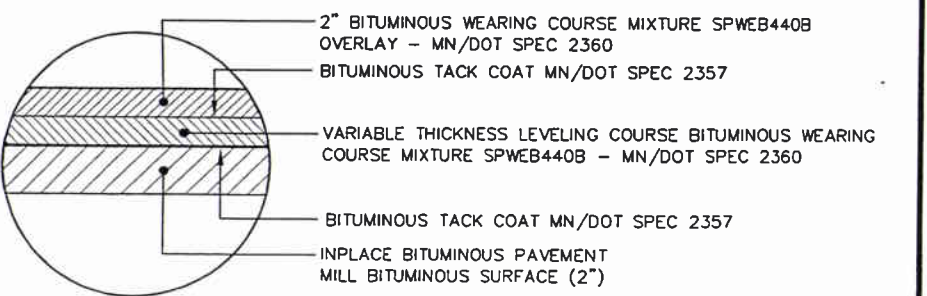 2" BITUMINOUS WEARING COURSE MIXTURE SPWEB440B
OVERLAY - MN/DOT SPEC 2360
BITUMINOUS TACK COAT MN/DOT SPEC 2357
VARIABLE THICKNESS LEVELING COURSE BITUMINOUS WEARING
COURSE MIXTURE SPWEB440B - MN/DOT SPEC 2360
BITUMINOUS TACK COAT MN/DOT SPEC 2357
INPLACE BITUMINOUS PAVEMENT
MILL BITUMINOUS SURFACE (2")